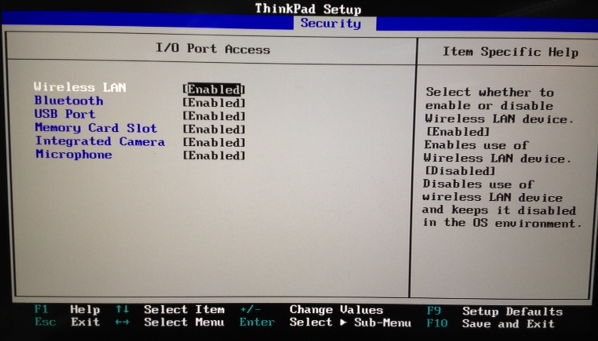 ThinkPad Setup
Security
I/O Port Access
Item Specific Help
Wireless LAN [Enabled]
Bluetooth [Enabled]
USB Port [Enabled]
Memory Card Slot [Enabled]
Integrated Camera [Enabled]
Microphone [Enabled]
Select whether to
enable or disable
Wireless LAN device.
[Enabled]
Enables use of
Wireless LAN device.
[Disabled]
Disables use of
wireless LAN device
and keeps it disabled
in the OS environment.
F1 Help ↑↓ Select Item +/- Change Values F9 Setup Defaults
Esc Exit ←→ Select Menu Enter Select ▶ Sub-Menu F10 Save and Exit